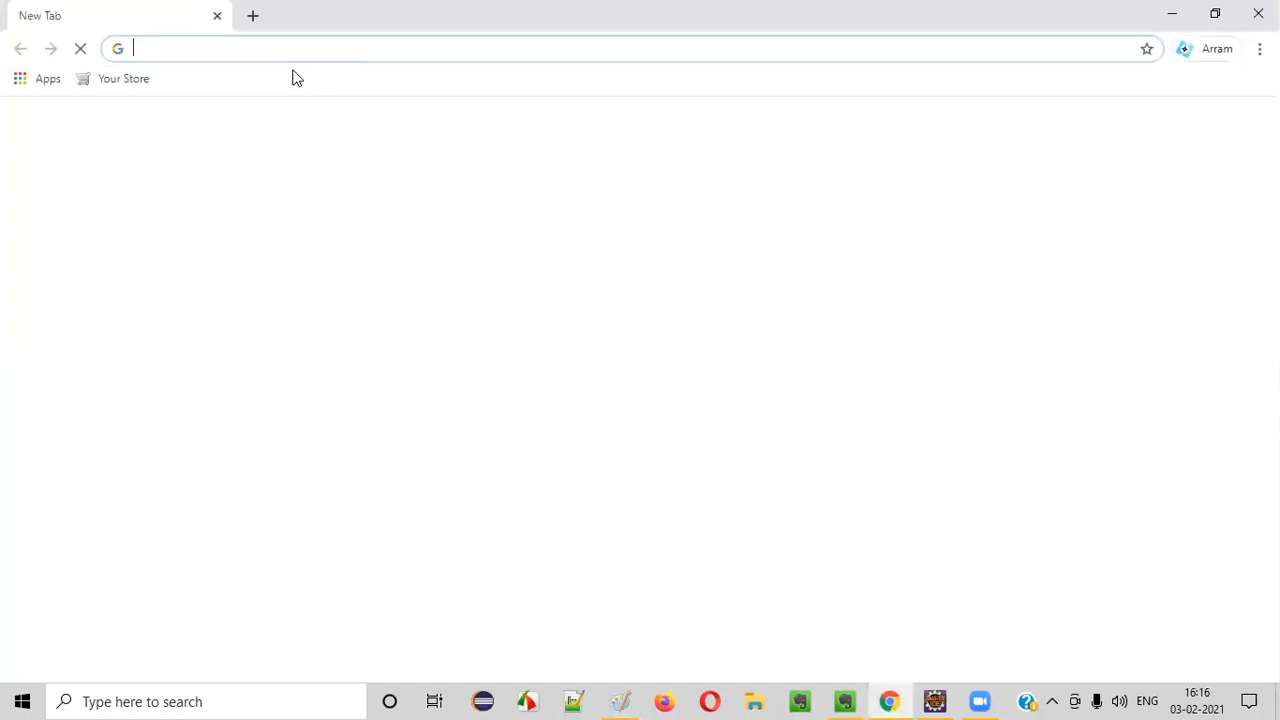 New Tab
Arram
Apps
Your Store
Type here to search
ENG
16:16
03-02-2021